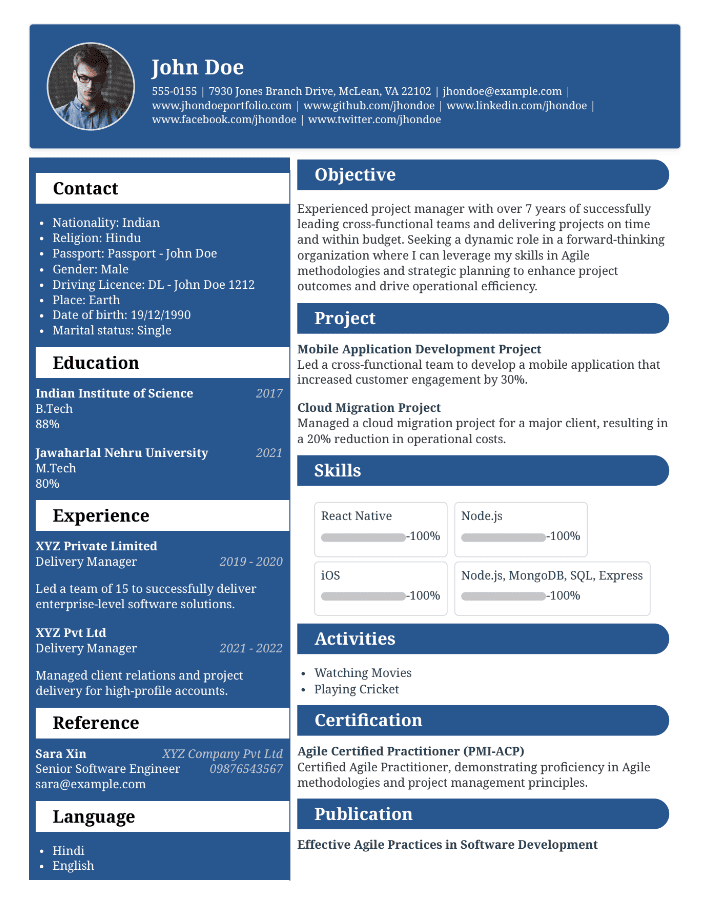 John Doe
555-0155 | 7930 Jones Branch Drive, McLean, VA 22102 | jhondoe@example.com |
www.jhondoeportfolio.com | www.github.com/jhondoe | www.linkedin.com/jhondoe |
www.facebook.com/jhondoe | www.twitter.com/jhondoe
Contact
• Nationality: Indian
• Religion: Hindu
• Passport: Passport - John Doe
• Gender: Male
• Driving Licence: DL - John Doe 1212
• Place: Earth
• Date of birth: 19/12/1990
• Marital status: Single
Education
Indian Institute of Science 2017
B.Tech
88%
Jawaharlal Nehru University 2021
M.Tech
80%
Experience
XYZ Private Limited
Delivery Manager 2019 - 2020
Led a team of 15 to successfully deliver
enterprise-level software solutions.
XYZ Pvt Ltd
Delivery Manager 2021 - 2022
Managed client relations and project
delivery for high-profile accounts.
Reference
Sara Xin XYZ Company Pvt Ltd
Senior Software Engineer 09876543567
sara@example.com
Language
• Hindi
• English
Objective
Experienced project manager with over 7 years of successfully
leading cross-functional teams and delivering projects on time
and within budget. Seeking a dynamic role in a forward-thinking
organization where I can leverage my skills in Agile
methodologies and strategic planning to enhance project
outcomes and drive operational efficiency.
Project
Mobile Application Development Project
Led a cross-functional team to develop a mobile application that
increased customer engagement by 30%.
Cloud Migration Project
Managed a cloud migration project for a major client, resulting in
a 20% reduction in operational costs.
Skills
React Native
-100%
Node.js
-100%
iOS
-100%
Node.js, MongoDB, SQL, Express
-100%
Activities
• Watching Movies
• Playing Cricket
Certification
Agile Certified Practitioner (PMI-ACP)
Certified Agile Practitioner, demonstrating proficiency in Agile
methodologies and project management principles.
Publication
Effective Agile Practices in Software Development